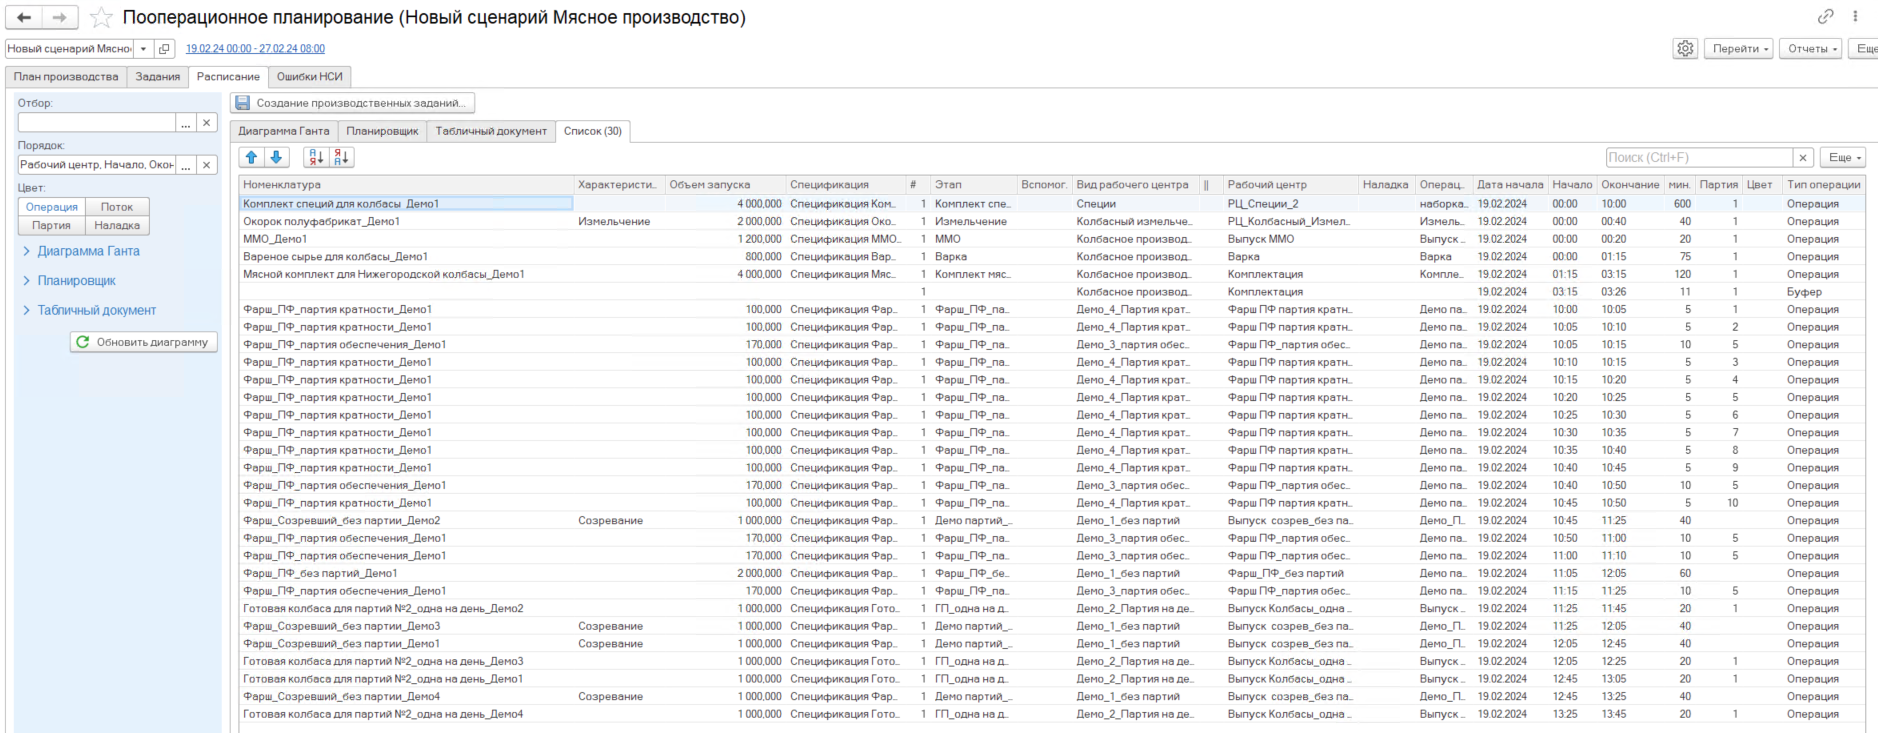 Пооперационное планирование (Новый сценарий Мясное производство)
Новый сценарий Мясно 19.02.24 00:00 - 27.02.24 08:00 Перейти Отчеты Еще
План производства Задания Расписание Ошибки НСИ
Отбор:
...
Порядок:
Рабочий центр, Начало, Окон ...
Цвет:
Операция Поток
Партия Наладка
Диаграмма Ганта
Планировщик
Табличный документ
Обновить диаграмму
Создание производственных заданий...
Диаграмма Ганта Планировщик Табличный документ Список (30)
Поиск (Ctrl+F) Еще
Номенклатура Характеристи... Объем запуска Спецификация # Этап Вспомог. Вид рабочего центра || Рабочий центр Наладка Операц... Дата начала Начало Окончание мин. Партия Цвет Тип операции
Комплект специй для колбасы Демо1 4 000,000 Спецификация Ком... 1 Комплект спе... Специи РЦ_Специи_2 наборка... 19.02.2024 00:00 10:00 600 1 Операция
Окорок полуфабрикат_Демо1 Измельчение 2 000,000 Спецификация Око... 1 Измельчение Колбасный измельче... РЦ_Колбасный_Измел... Измель... 19.02.2024 00:00 00:40 40 1 Операция
ММО_Демо1 1 200,000 Спецификация ММО... 1 ММО Колбасное производ... Выпуск ММО Выпуск ... 19.02.2024 00:00 00:20 20 1 Операция
Вареное сырье для колбасы_Демо1 800,000 Спецификация Вар... 1 Варка Колбасное производ... Варка Варка 19.02.2024 00:00 01:15 75 1 Операция
Мясной комплект для Нижегородской колбасы_Демо1 4 000,000 Спецификация Мяс... 1 Комплект мяс... Колбасное производ... Комплектация Компле... 19.02.2024 01:15 03:15 120 1 Операция
1 Колбасное производ... Комплектация 19.02.2024 03:15 03:26 11 1 Буфер
Фарш_ПФ_партия кратности_Демо1 100,000 Спецификация Фар... 1 Фарш_ПФ_па... Демо_4_Партия крат... Фарш ПФ партия кратн... Демо па... 19.02.2024 10:00 10:05 5 1 Операция
Фарш_ПФ_партия кратности_Демо1 100,000 Спецификация Фар... 1 Фарш_ПФ_па... Демо_4_Партия крат... Фарш ПФ партия кратн... Демо па... 19.02.2024 10:05 10:10 5 2 Операция
Фарш_ПФ_партия обеспечения_Демо1 170,000 Спецификация Фар... 1 Фарш_ПФ_па... Демо_3_партия обес... Фарш ПФ_партия обес... Демо па... 19.02.2024 10:05 10:15 10 5 Операция
Фарш_ПФ_партия кратности_Демо1 100,000 Спецификация Фар... 1 Фарш_ПФ_па... Демо_4_Партия крат... Фарш ПФ партия кратн... Демо па... 19.02.2024 10:10 10:15 5 3 Операция
Фарш_ПФ_партия кратности_Демо1 100,000 Спецификация Фар... 1 Фарш_ПФ_па... Демо_4_Партия крат... Фарш ПФ партия кратн... Демо па... 19.02.2024 10:15 10:20 5 4 Операция
Фарш_ПФ_партия кратности_Демо1 100,000 Спецификация Фар... 1 Фарш_ПФ_па... Демо_4_Партия крат... Фарш ПФ партия кратн... Демо па... 19.02.2024 10:20 10:25 5 5 Операция
Фарш_ПФ_партия кратности_Демо1 100,000 Спецификация Фар... 1 Фарш_ПФ_па... Демо_4_Партия крат... Фарш ПФ партия кратн... Демо па... 19.02.2024 10:25 10:30 5 6 Операция
Фарш_ПФ_партия кратности_Демо1 100,000 Спецификация Фар... 1 Фарш_ПФ_па... Демо_4_Партия крат... Фарш ПФ партия кратн... Демо па... 19.02.2024 10:30 10:35 5 7 Операция
Фарш_ПФ_партия кратности_Демо1 100,000 Спецификация Фар... 1 Фарш_ПФ_па... Демо_4_Партия крат... Фарш ПФ партия кратн... Демо па... 19.02.2024 10:35 10:40 5 8 Операция
Фарш_ПФ_партия кратности_Демо1 100,000 Спецификация Фар... 1 Фарш_ПФ_па... Демо_4_Партия крат... Фарш ПФ партия кратн... Демо па... 19.02.2024 10:40 10:45 5 9 Операция
Фарш_ПФ_партия обеспечения_Демо1 170,000 Спецификация Фар... 1 Фарш_ПФ_па... Демо_3_партия обес... Фарш ПФ_партия обес... Демо па... 19.02.2024 10:40 10:50 10 5 Операция
Фарш_ПФ_партия кратности_Демо1 100,000 Спецификация Фар... 1 Фарш_ПФ_па... Демо_4_Партия крат... Фарш ПФ партия кратн... Демо па... 19.02.2024 10:45 10:50 5 10 Операция
Фарш_Созревший_без партии_Демо2 Созревание 1 000,000 Спецификация Фар... 1 Демо партий_... Демо_1_без партий Выпуск созрев_без па... Демо_П... 19.02.2024 10:45 11:25 40 Операция
Фарш_ПФ_партия обеспечения_Демо1 170,000 Спецификация Фар... 1 Фарш_ПФ_па... Демо_3_партия обес... Фарш ПФ_партия обес... Демо па... 19.02.2024 10:50 11:00 10 5 Операция
Фарш_ПФ_партия обеспечения_Демо1 170,000 Спецификация Фар... 1 Фарш_ПФ_па... Демо_3_партия обес... Фарш ПФ_партия обес... Демо па... 19.02.2024 11:00 11:10 10 5 Операция
Фарш_ПФ_без партий_Демо1 2 000,000 Спецификация Фар... 1 Фарш_ПФ_бе... Демо_1_без партий Фарш_ПФ_без партий Демо па... 19.02.2024 11:05 12:05 60 Операция
Фарш_ПФ_партия обеспечения_Демо1 170,000 Спецификация Фар... 1 Фарш_ПФ_па... Демо_3_партия обес... Фарш ПФ_партия обес... Демо па... 19.02.2024 11:15 11:25 10 5 Операция
Готовая колбаса для партий №2_одна на день_Демо2 1 000,000 Спецификация Гото... 1 ГП_одна на д... Демо_2_Партия на де... Выпуск Колбасы_одна ... Выпуск ... 19.02.2024 11:25 11:45 20 1 Операция
Фарш_Созревший_без партии_Демо3 Созревание 1 000,000 Спецификация Фар... 1 Демо партий_... Демо_1_без партий Выпуск созрев_без па... Демо_П... 19.02.2024 11:25 12:05 40 Операция
Фарш_Созревший_без партии_Демо1 Созревание 1 000,000 Спецификация Фар... 1 Демо партий_... Демо_1_без партий Выпуск созрев_без па... Демо_П... 19.02.2024 12:05 12:45 40 Операция
Готовая колбаса для партий №2_одна на день_Демо3 1 000,000 Спецификация Гото... 1 ГП_одна на д... Демо_2_Партия на де... Выпуск Колбасы_одна ... Выпуск ... 19.02.2024 12:05 12:25 20 1 Операция
Готовая колбаса для партий №2_одна на день_Демо1 1 000,000 Спецификация Гото... 1 ГП_одна на д... Демо_2_Партия на де... Выпуск Колбасы_одна ... Выпуск ... 19.02.2024 12:45 13:05 20 1 Операция
Фарш_Созревший_без партии_Демо4 Созревание 1 000,000 Спецификация Фар... 1 Демо партий_... Демо_1_без партий Выпуск созрев_без па... Демо_П... 19.02.2024 12:45 13:25 40 Операция
Готовая колбаса для партий №2_одна на день_Демо4 1 000,000 Спецификация Гото... 1 ГП_одна на д... Демо_2_Партия на де... Выпуск Колбасы_одна ... Выпуск ... 19.02.2024 13:25 13:45 20 1 Операция